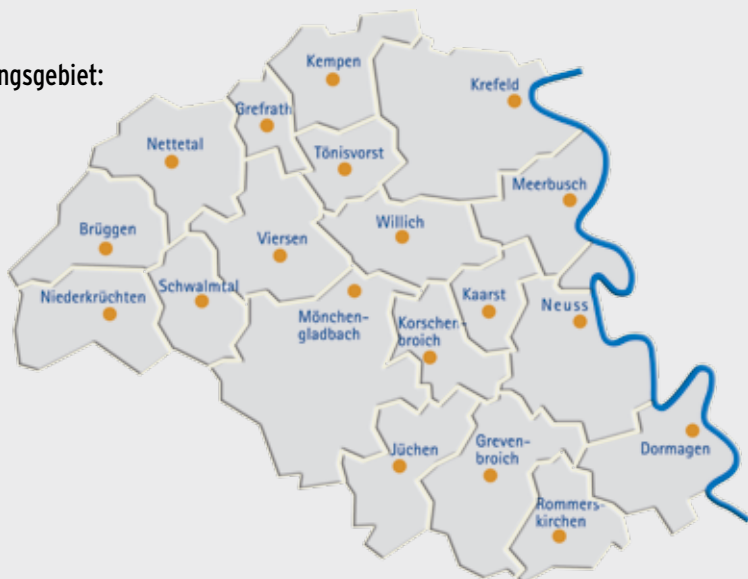 ngsgebiet:
Kempen
Krefeld
Grefrath
Nettetal
Tönisvorst
Meerbusch
Brüggen
Viersen
Willich
Niederkrüchten
Schwalmtal
Mönchen-
gladbach
Korschen-
broich
Kaarst
Neuss
Jüchen
Greven-
broich
Dormagen
Rommers-
kirchen